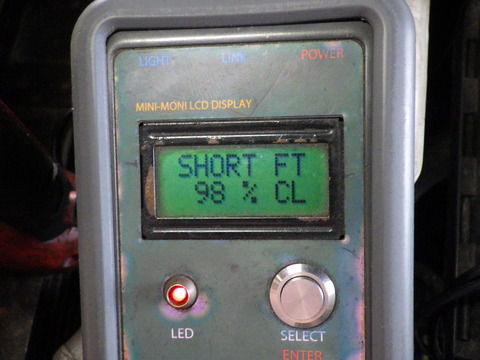 LIGHT LINK POWER
MINI-MONI LCD DISPLAY
SHORT FT
98 % CL
LED SELECT
ENTER